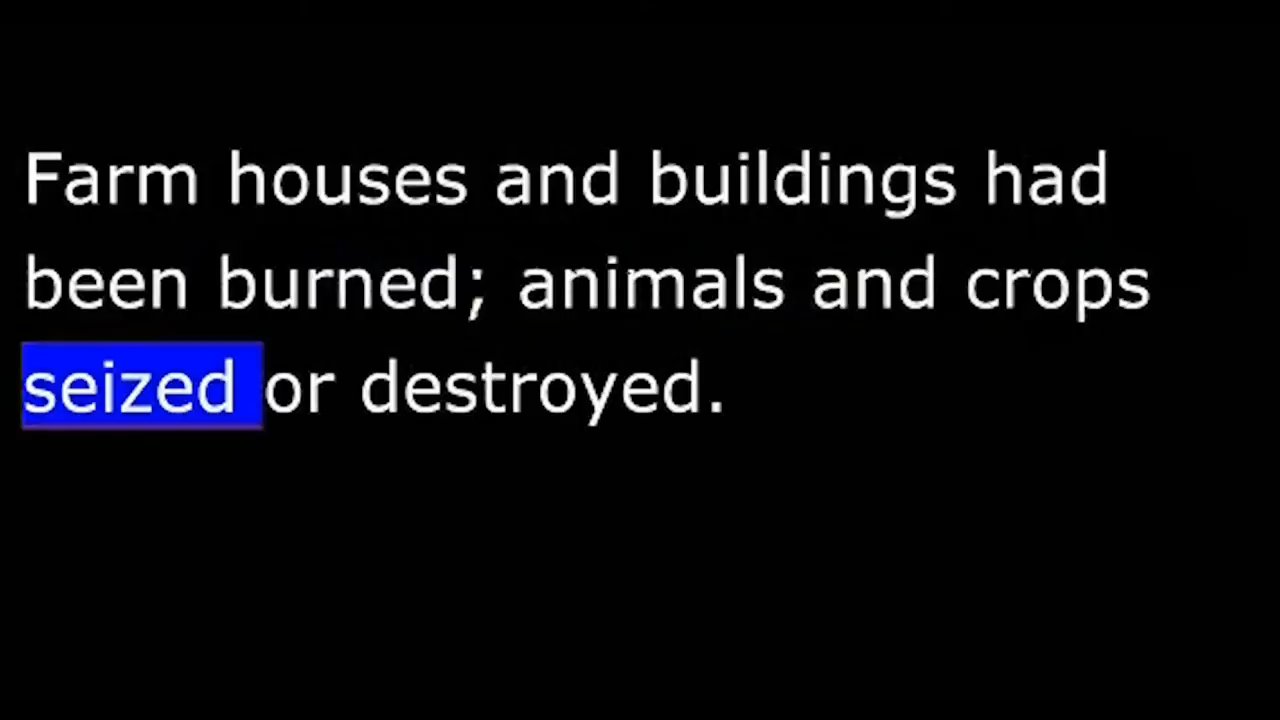 Farm houses and buildings had
been burned; animals and crops
seized or destroyed.